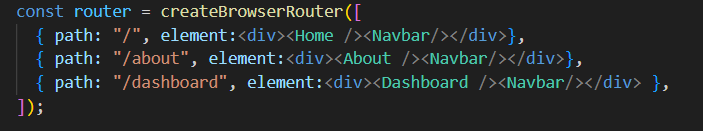 const router = createBrowserRouter([
{ path: "/", element:<div><Home /><Navbar/></div>},
{ path: "/about", element:<div><About /><Navbar/></div>},
{ path: "/dashboard", element:<div><Dashboard /><Navbar/></div> },
]);